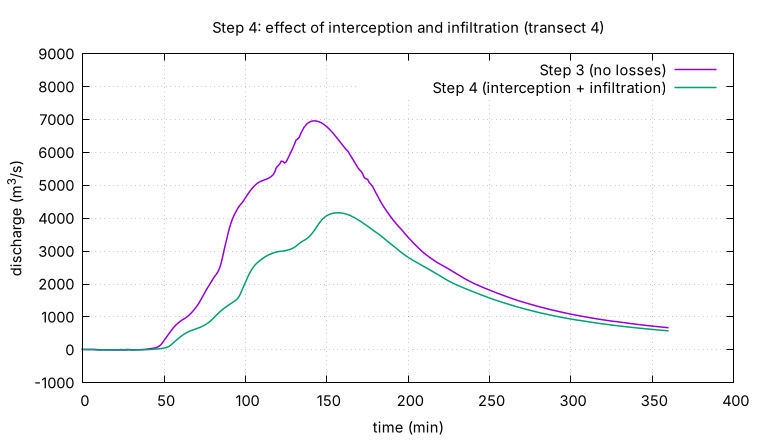 Step 4: effect of interception and infiltration (transect 4)
Step 3 (no losses)
Step 4 (interception + infiltration)
discharge (m³/s)
9000
8000
7000
6000
5000
4000
3000
2000
1000
0
-1000
0 50 100 150 200 250 300 350 400
time (min)